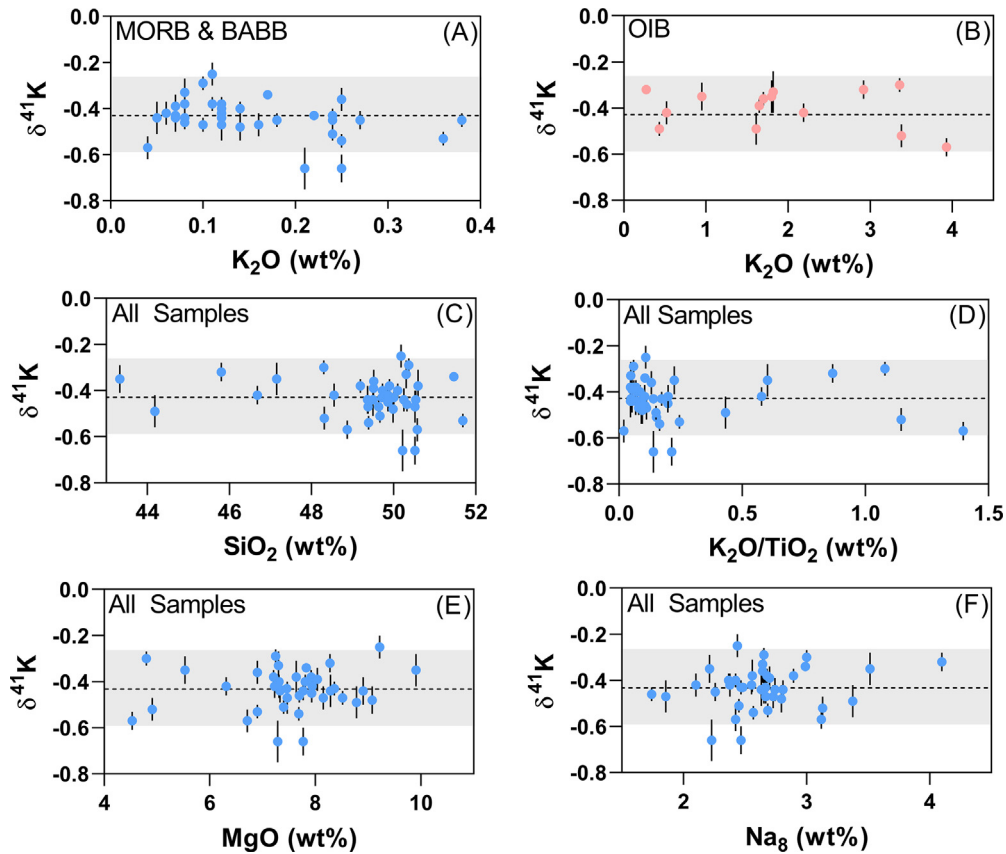 MORB & BABB (A)
0.0
-0.2
-0.4
-0.6
-0.8
δ⁴¹K
0.0 0.1 0.2 0.3 0.4
K₂O (wt%)
OIB (B)
0.0
-0.2
-0.4
-0.6
-0.8
δ⁴¹K
0 1 2 3 4
K₂O (wt%)
All Samples (C)
0.0
-0.2
-0.4
-0.6
-0.8
δ⁴¹K
44 46 48 50 52
SiO₂ (wt%)
All Samples (D)
0.0
-0.2
-0.4
-0.6
-0.8
δ⁴¹K
0.0 0.5 1.0 1.5
K₂O/TiO₂ (wt%)
All Samples (E)
0.0
-0.2
-0.4
-0.6
-0.8
δ⁴¹K
4 6 8 10
MgO (wt%)
All Samples (F)
0.0
-0.2
-0.4
-0.6
-0.8
δ⁴¹K
2 3 4
Na₈ (wt%)